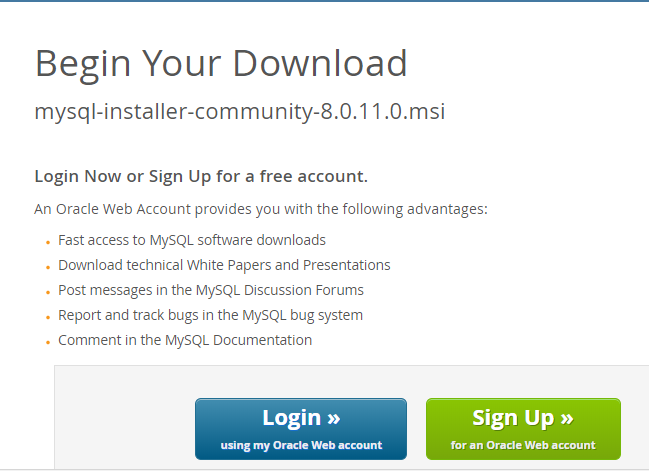 Begin Your Download
mysql-installer-community-8.0.11.0.msi
Login Now or Sign Up for a free account.
An Oracle Web Account provides you with the following advantages:
Fast access to MySQL software downloads
Download technical White Papers and Presentations
Post messages in the MySQL Discussion Forums
Report and track bugs in the MySQL bug system
Comment in the MySQL Documentation
Login »
using my Oracle Web account
Sign Up »
for an Oracle Web account